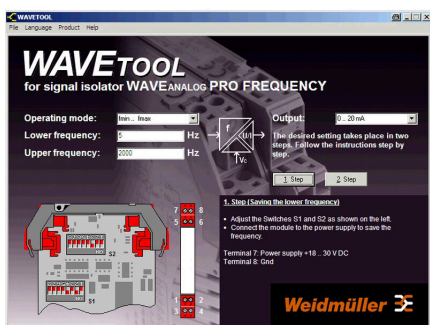 WAVETOOL
File Language Product Help
WAVETOOL
for signal isolator WAVEANALOG PRO FREQUENCY
Operating mode: fmin .. fmax
Lower frequency: 5 Hz
Upper frequency: 2000 Hz
f
U/I
Vc
Output: 0 .. 20 mA
The desired setting takes place in two
steps. Follow the instructions step by
step.
1. Step 2. Step
7 8
5 6
S2
S1
1 2
3 4
1. Step (Saving the lower frequency)
• Adjust the Switches S1 and S2 as shown on the left.
• Connect the module to the power supply to save the
frequency.
Terminal 7: Power supply +18 .. 30 V DC
Terminal 8: Gnd
Weidmüller